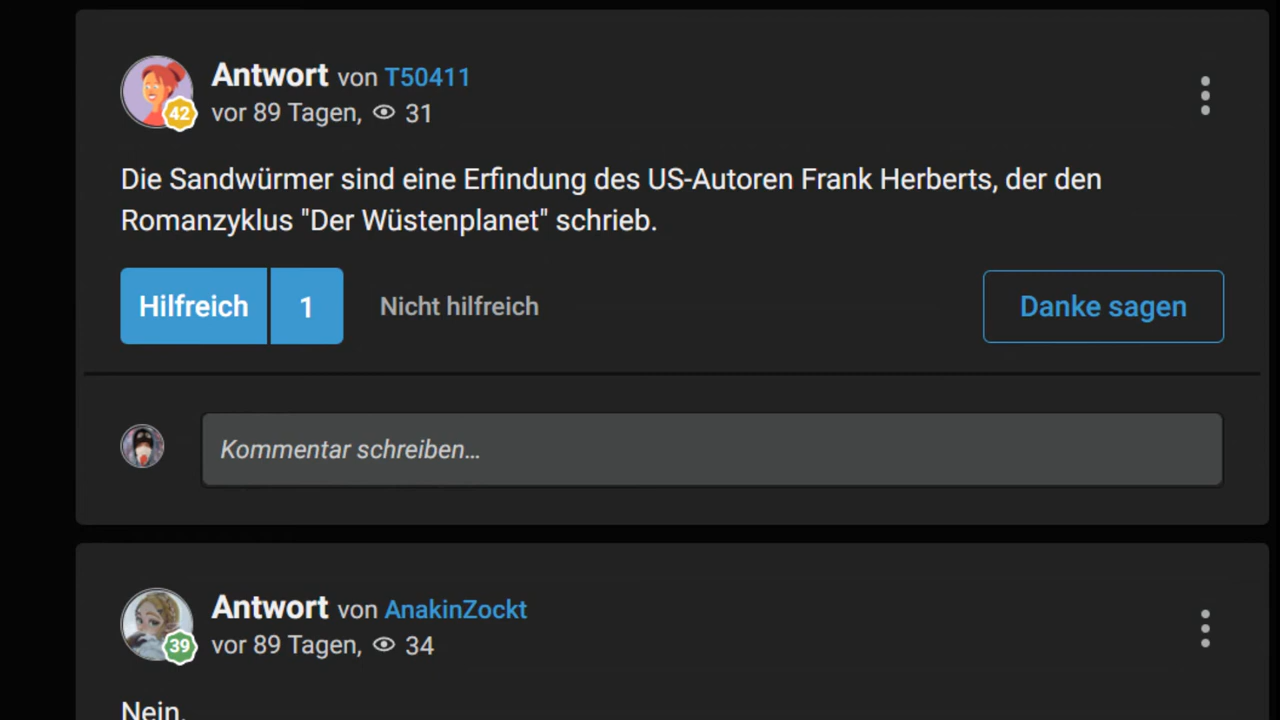 Antwort von T50411
42
vor 89 Tagen, 31
Die Sandwürmer sind eine Erfindung des US-Autoren Frank Herberts, der den
Romanzyklus "Der Wüstenplanet" schrieb.
Hilfreich 1 Nicht hilfreich Danke sagen
Kommentar schreiben...
Antwort von AnakinZockt
39
vor 89 Tagen, 34
Nein.